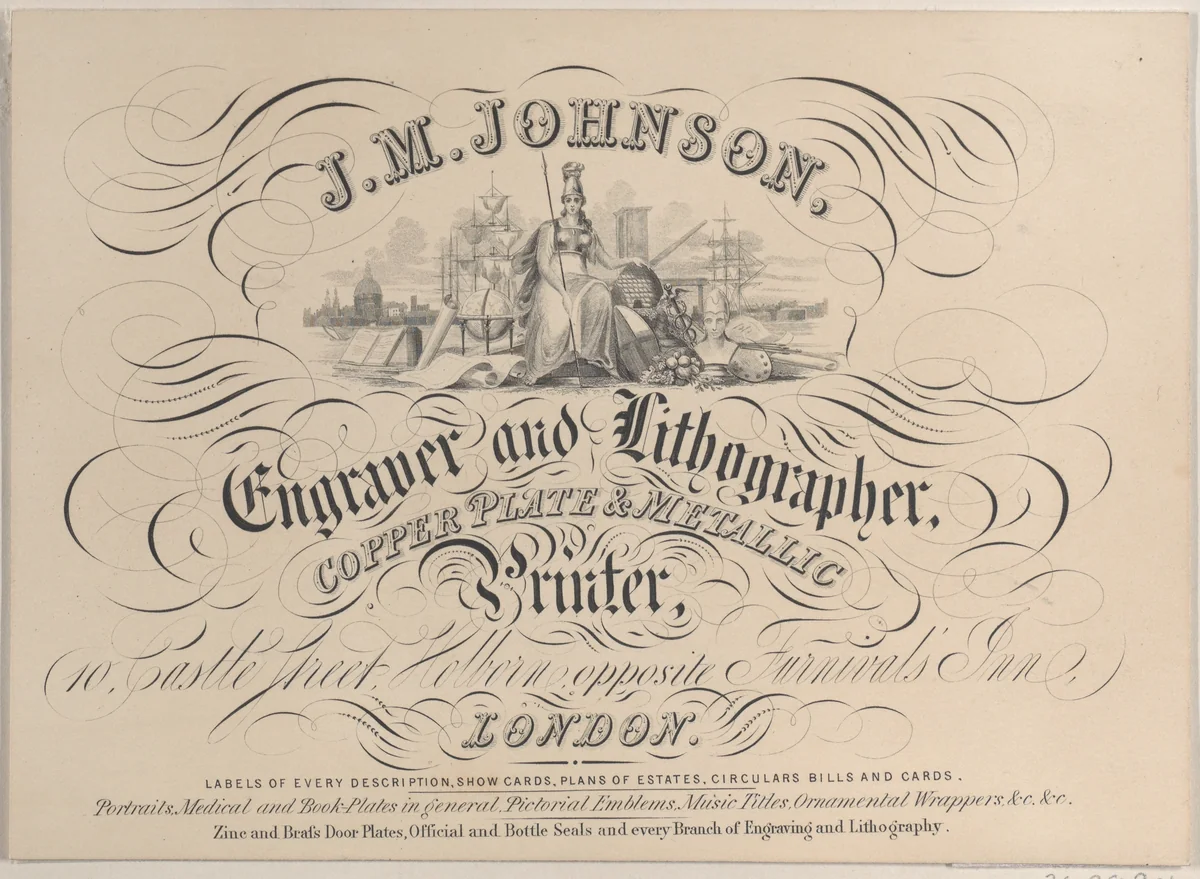 J. M. JOHNSON.
Engraver and Lithographer,
COPPER PLATE & METALLIC
Printer,
10, Castle Street, Holborn, opposite Furnival's Inn,
LONDON.
LABELS OF EVERY DESCRIPTION, SHOW CARDS, PLANS OF ESTATES, CIRCULARS BILLS AND CARDS.
Portraits, Medical and Book-Plates in general, Pictorial Emblems, Music Titles, Ornamental Wrappers, &c. &c.
Zinc and Braſs Door Plates, Official and Bottle Seals and every Branch of Engraving and Lithography.